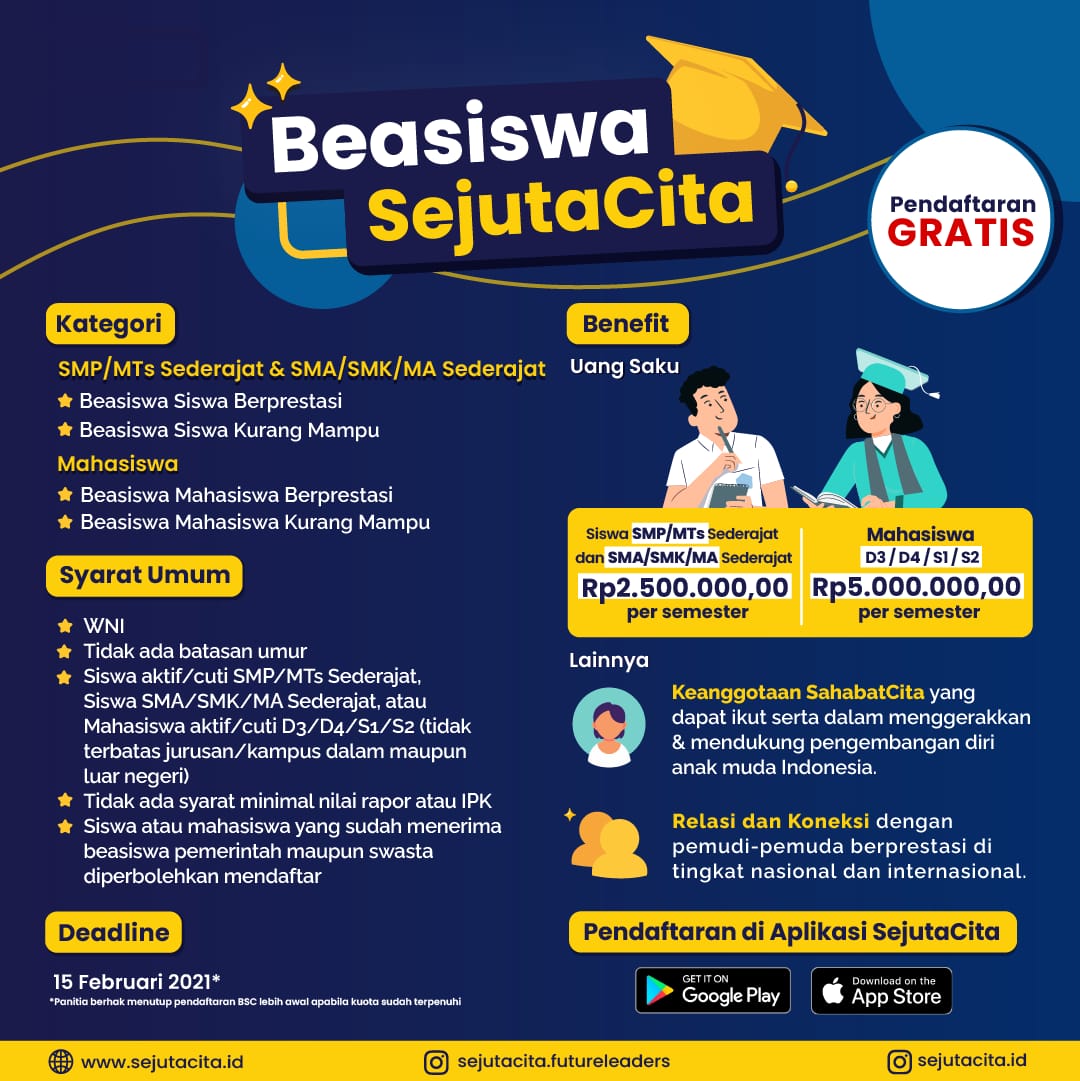 Beasiswa
SejutaCita
Pendaftaran
GRATIS
Kategori
SMP/MTs Sederajat & SMA/SMK/MA Sederajat
Beasiswa Siswa Berprestasi
Beasiswa Siswa Kurang Mampu
Mahasiswa
Beasiswa Mahasiswa Berprestasi
Beasiswa Mahasiswa Kurang Mampu
Syarat Umum
WNI
Tidak ada batasan umur
Siswa aktif/cuti SMP/MTs Sederajat,
Siswa SMA/SMK/MA Sederajat, atau
Mahasiswa aktif/cuti D3/D4/S1/S2 (tidak
terbatas jurusan/kampus dalam maupun
luar negeri)
Tidak ada syarat minimal nilai rapor atau IPK
Siswa atau mahasiswa yang sudah menerima
beasiswa pemerintah maupun swasta
diperbolehkan mendaftar
Deadline
15 Februari 2021*
*Panitia berhak menutup pendaftaran BSC lebih awal apabila kuota sudah terpenuhi
Benefit
Uang Saku
Siswa SMP/MTs Sederajat
dan SMA/SMK/MA Sederajat
Rp2.500.000,00
per semester
Mahasiswa
D3 / D4 / S1 / S2
Rp5.000.000,00
per semester
Lainnya
Keanggotaan SahabatCita yang
dapat ikut serta dalam menggerakkan
& mendukung pengembangan diri
anak muda Indonesia.
Relasi dan Koneksi dengan
pemudi-pemuda berprestasi di
tingkat nasional dan internasional.
Pendaftaran di Aplikasi SejutaCita
GET IT ON
Google Play
Download on the
App Store
www.sejutacita.id
sejutacita.futureleaders
sejutacita.id